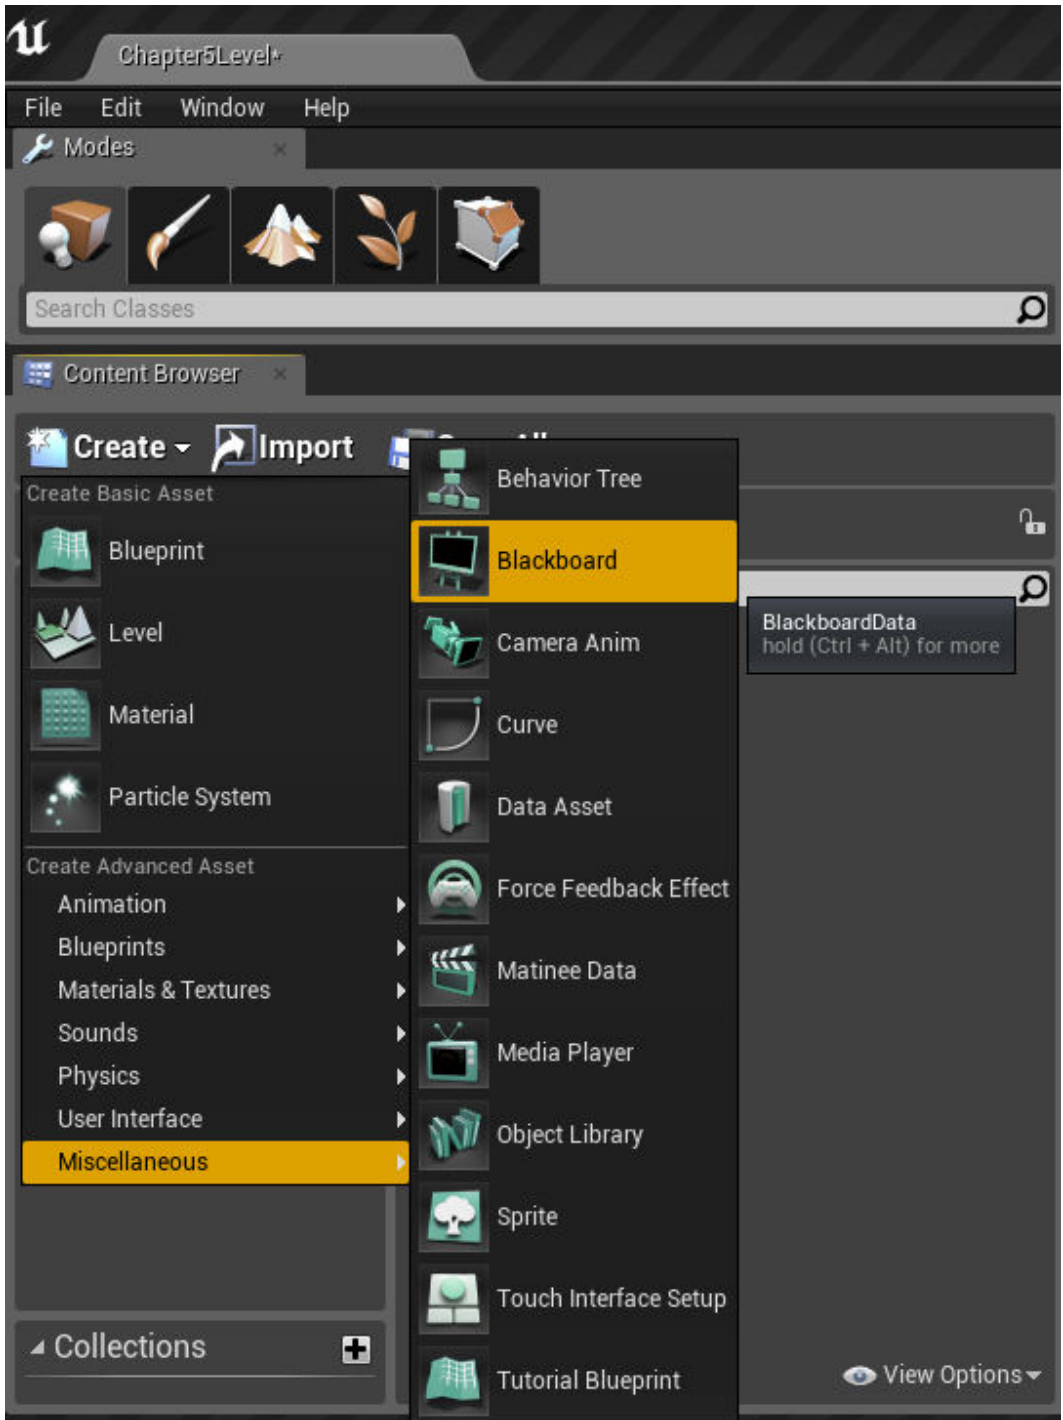 Chapter5Level*
File Edit Window Help
Modes
Search Classes
Content Browser
Create Import
Create Basic Asset
Blueprint
Level
Material
Particle System
Create Advanced Asset
Animation
Blueprints
Materials & Textures
Sounds
Physics
User Interface
Miscellaneous
Behavior Tree
Blackboard
Camera Anim
Curve
Data Asset
Force Feedback Effect
Matinee Data
Media Player
Object Library
Sprite
Touch Interface Setup
Tutorial Blueprint
BlackboardData
hold (Ctrl + Alt) for more
Collections
View Options